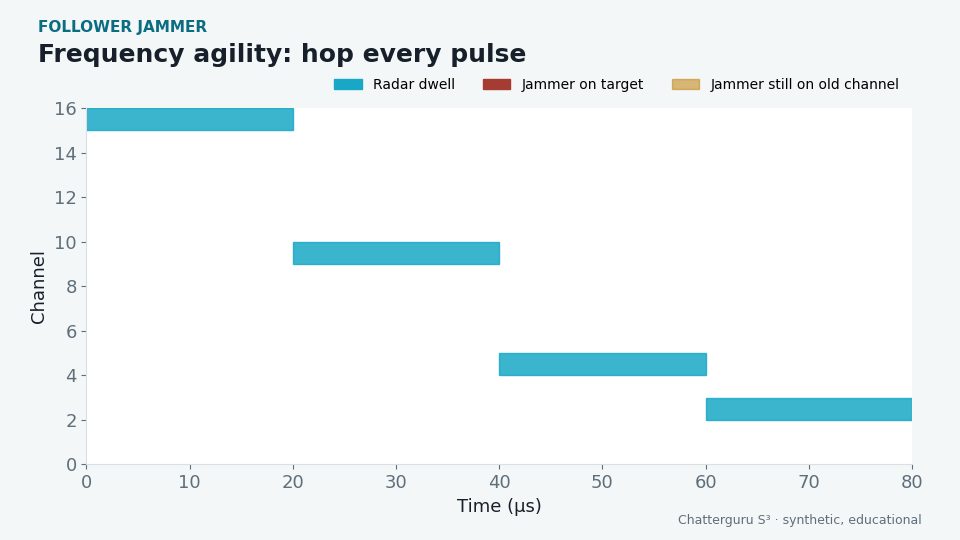 FOLLOWER JAMMER
Frequency agility: hop every pulse
Radar dwell Jammer on target Jammer still on old channel
16
14
12
10
8
6
4
2
0
Channel
0 10 20 30 40 50 60 70 80
Time (µs)
Chatterguru S³ · synthetic, educational